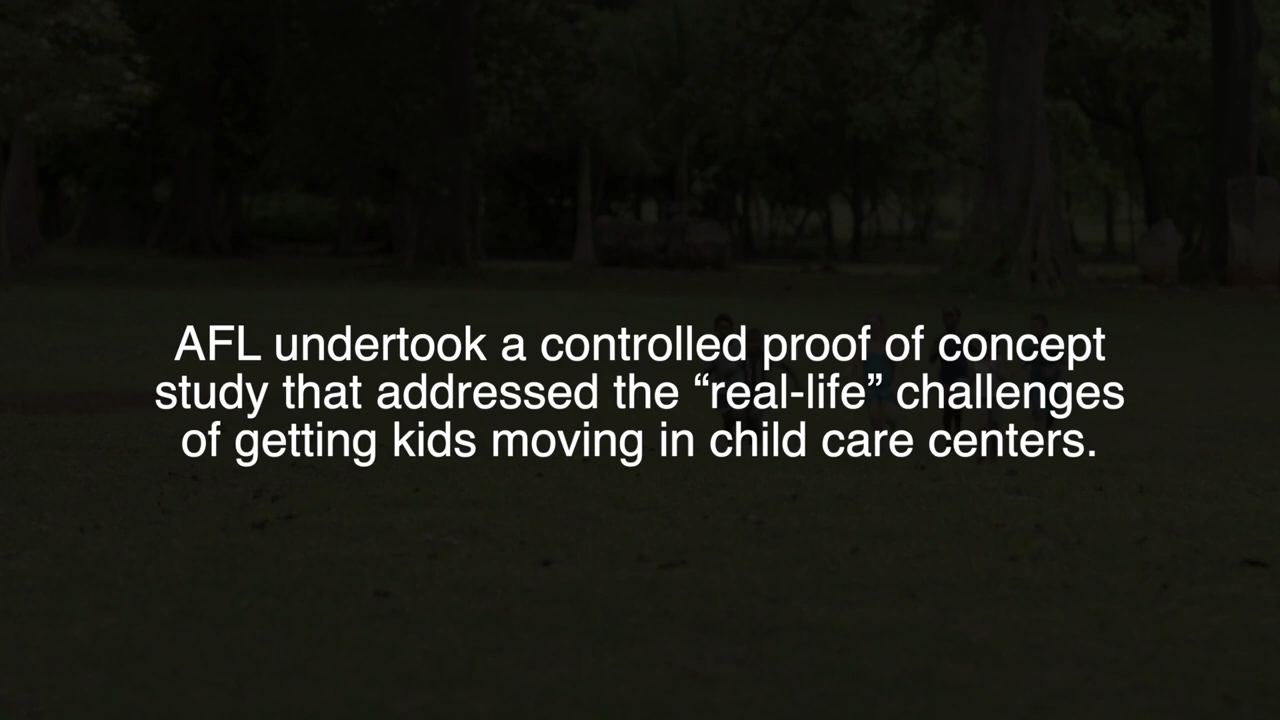 AFL undertook a controlled proof of concept
study that addressed the “real-life” challenges
of getting kids moving in child care centers.